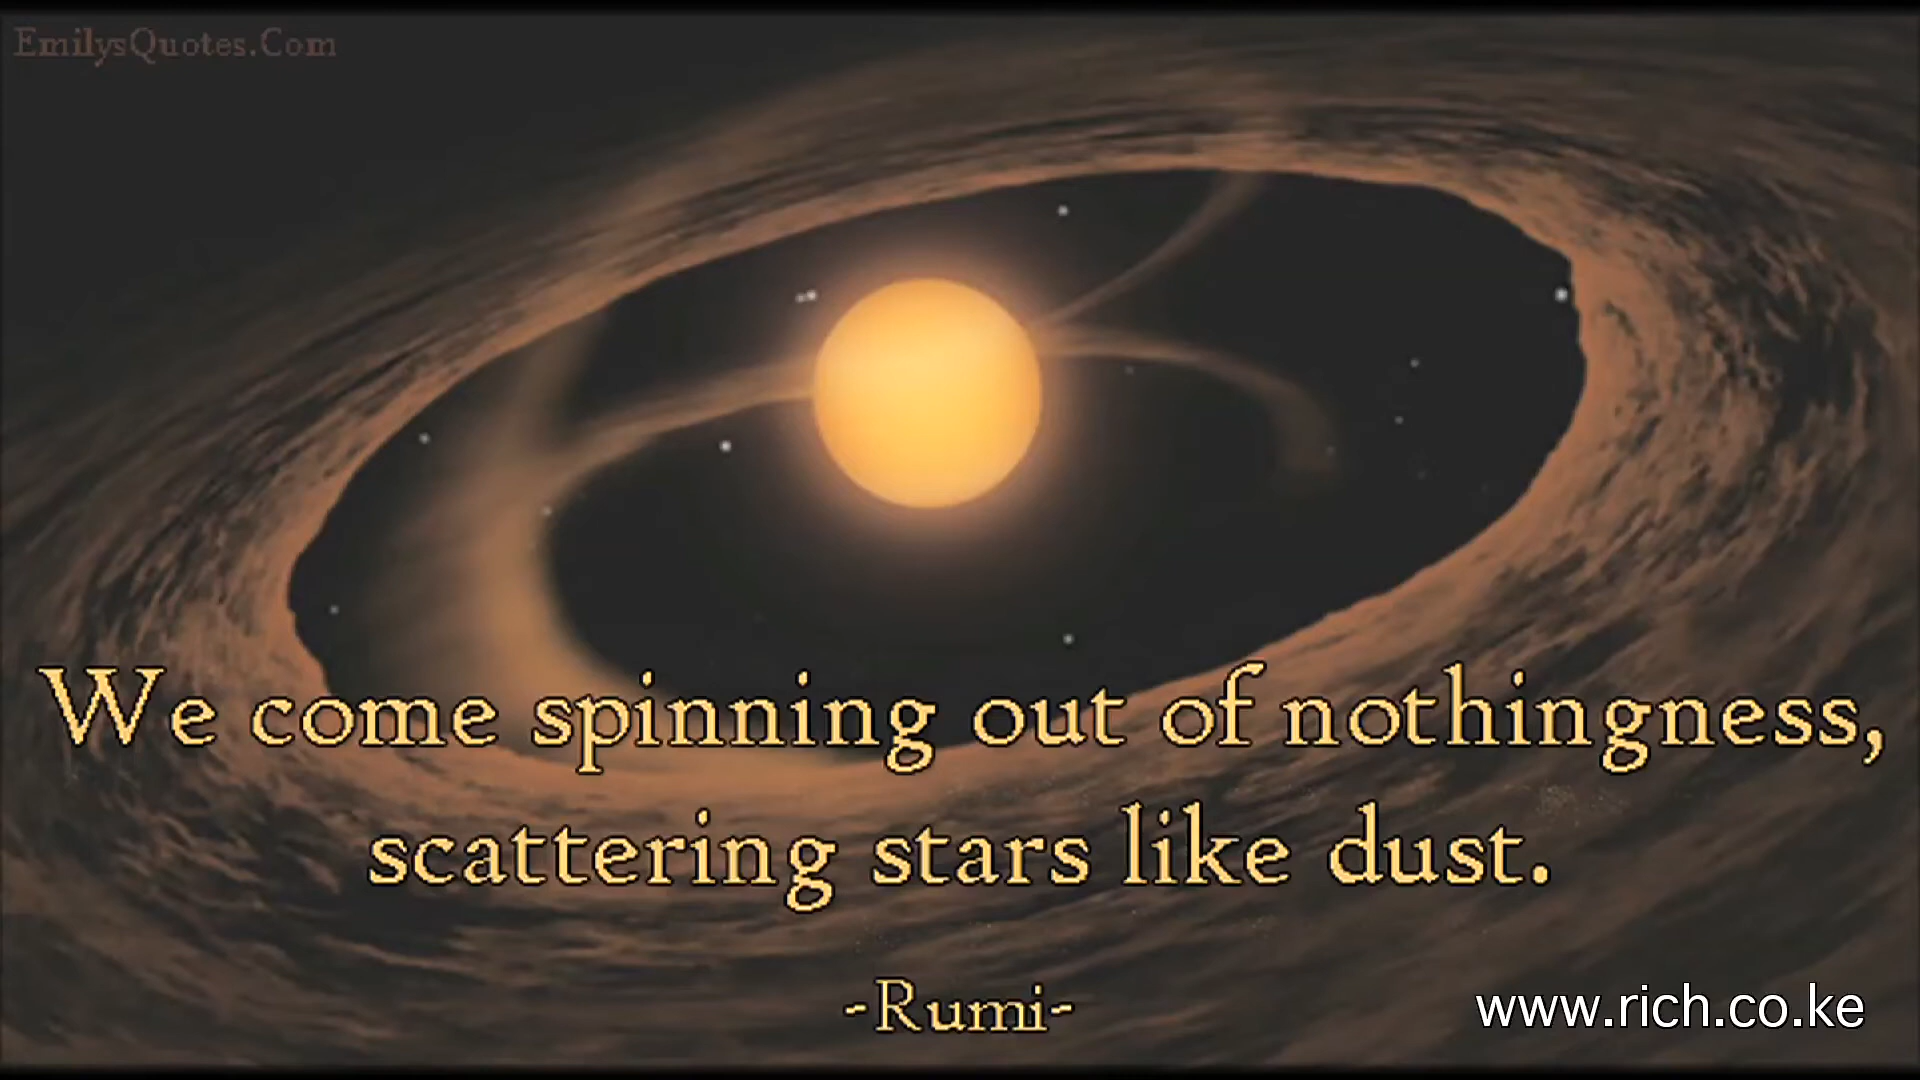 EmilysQuotes.Com
We come spinning out of nothingness,
scattering stars like dust.
-Rumi-
www.rich.co.ke